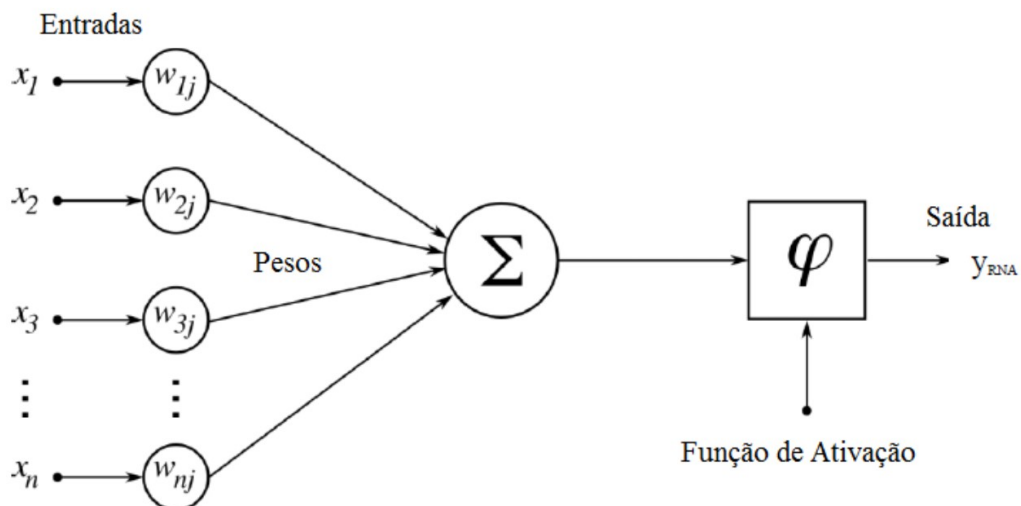 Entradas
x1 w1j
x2 w2j
Pesos
Σ
φ
Saída
yRNA
x3 w3j
⋮ ⋮
xn wnj
Função de Ativação